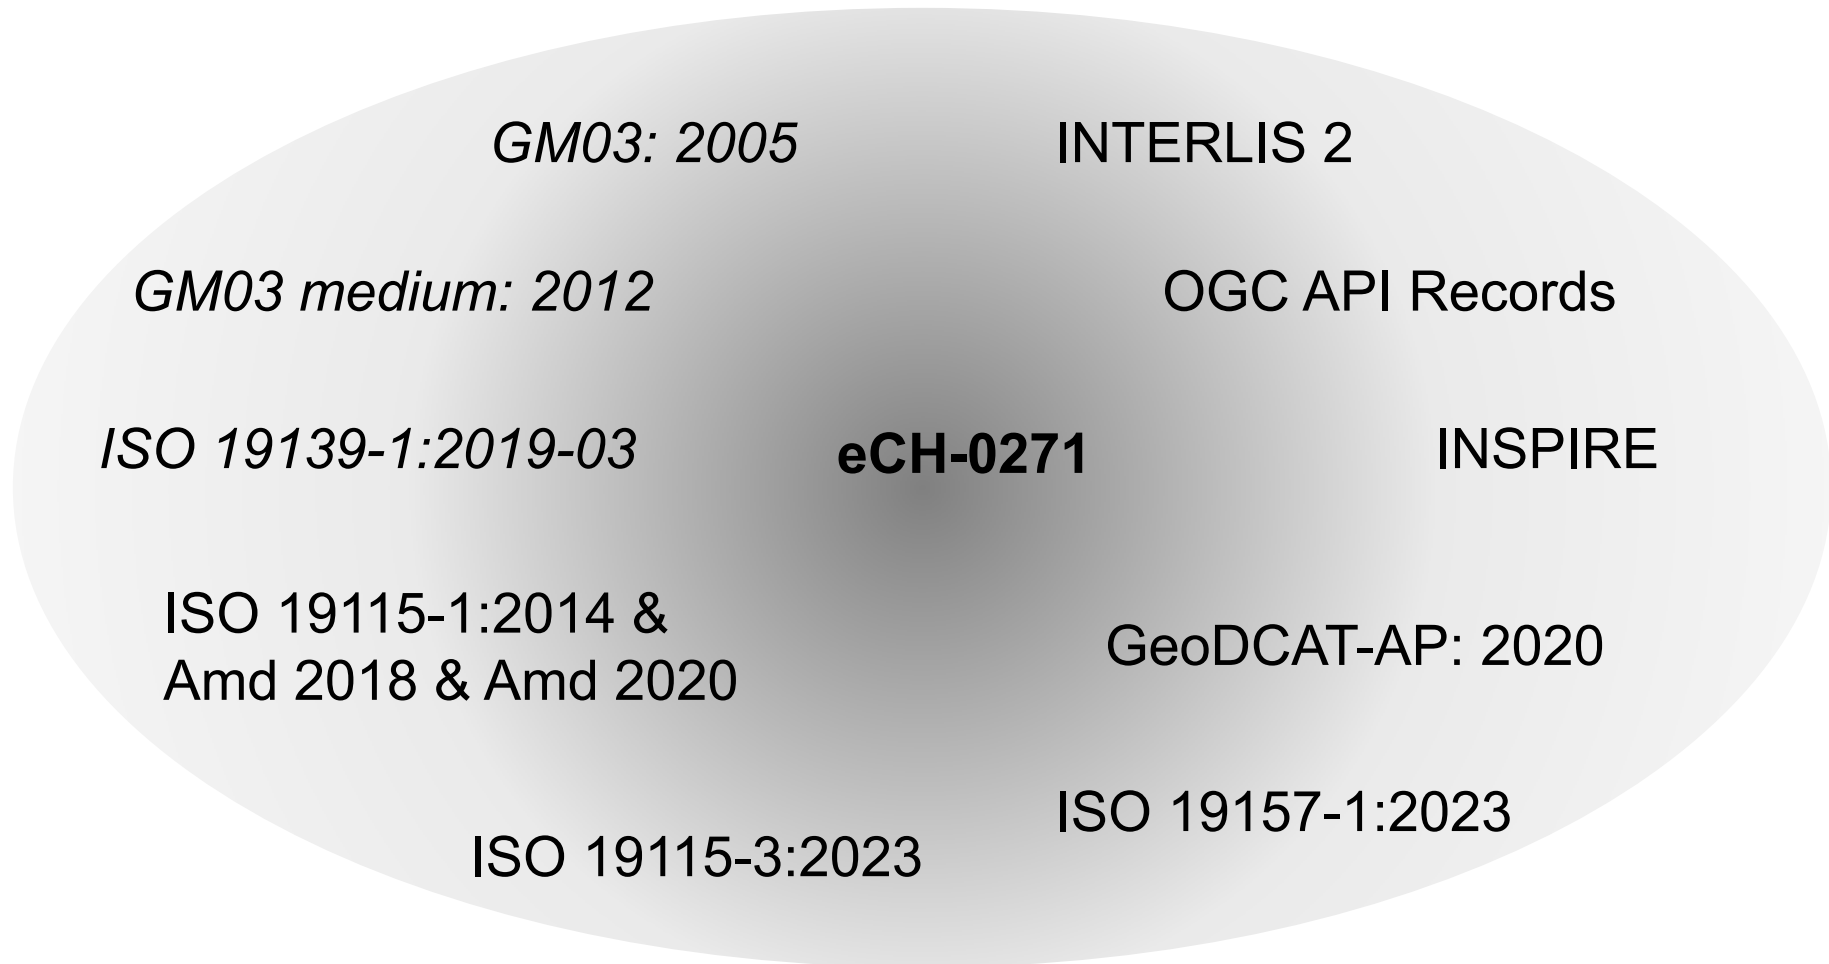 GM03: 2005
INTERLIS 2
GM03 medium: 2012
OGC API Records
ISO 19139-1:2019-03
eCH-0271
INSPIRE
ISO 19115-1:2014 &
Amd 2018 & Amd 2020
GeoDCAT-AP: 2020
ISO 19157-1:2023
ISO 19115-3:2023